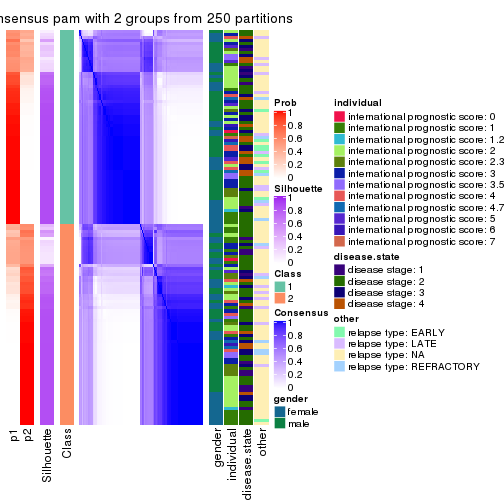 nsensus pam with 2 groups from 250 partitions
Prob
1
0.8
0.6
0.4
0.2
0
Silhouette
1
0.8
0.6
0.4
0.2
0
Class
1
2
Consensus
1
0.8
0.6
0.4
0.2
0
gender
female
male
individual
international prognostic score: 0
international prognostic score: 1
international prognostic score: 1.2
international prognostic score: 2
international prognostic score: 2.3
international prognostic score: 3
international prognostic score: 3.5
international prognostic score: 4
international prognostic score: 4.7
international prognostic score: 5
international prognostic score: 6
international prognostic score: 7
disease.state
disease stage: 1
disease stage: 2
disease stage: 3
disease stage: 4
other
relapse type: EARLY
relapse type: LATE
relapse type: NA
relapse type: REFRACTORY
p1
p2
Silhouette
Class
gender
individual
disease.state
other